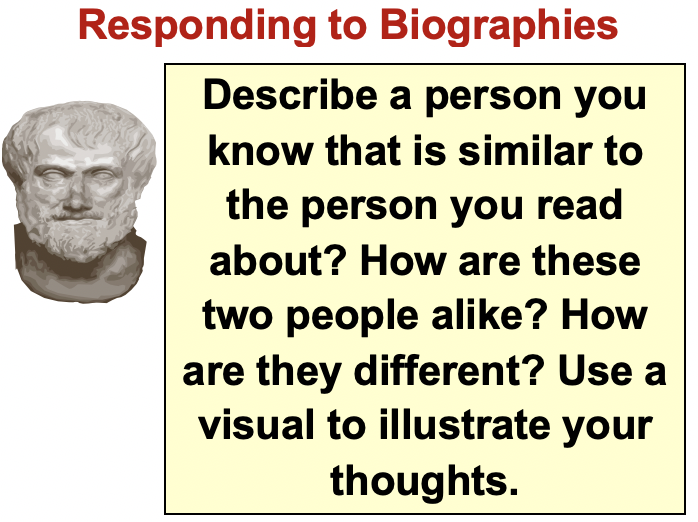 Responding to Biographies
Describe a person you
know that is similar to
the person you read
about? How are these
two people alike? How
are they different? Use a
visual to illustrate your
thoughts.